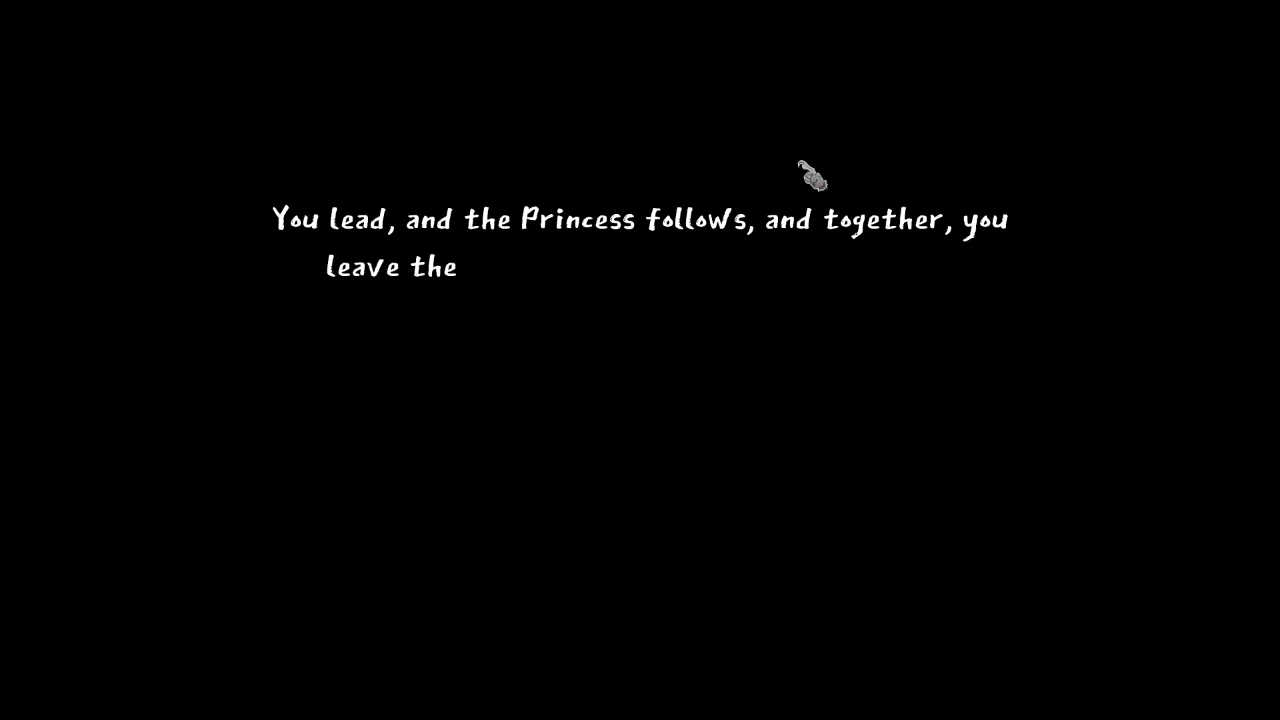 You lead, and the Princess follows, and together, you
leave the